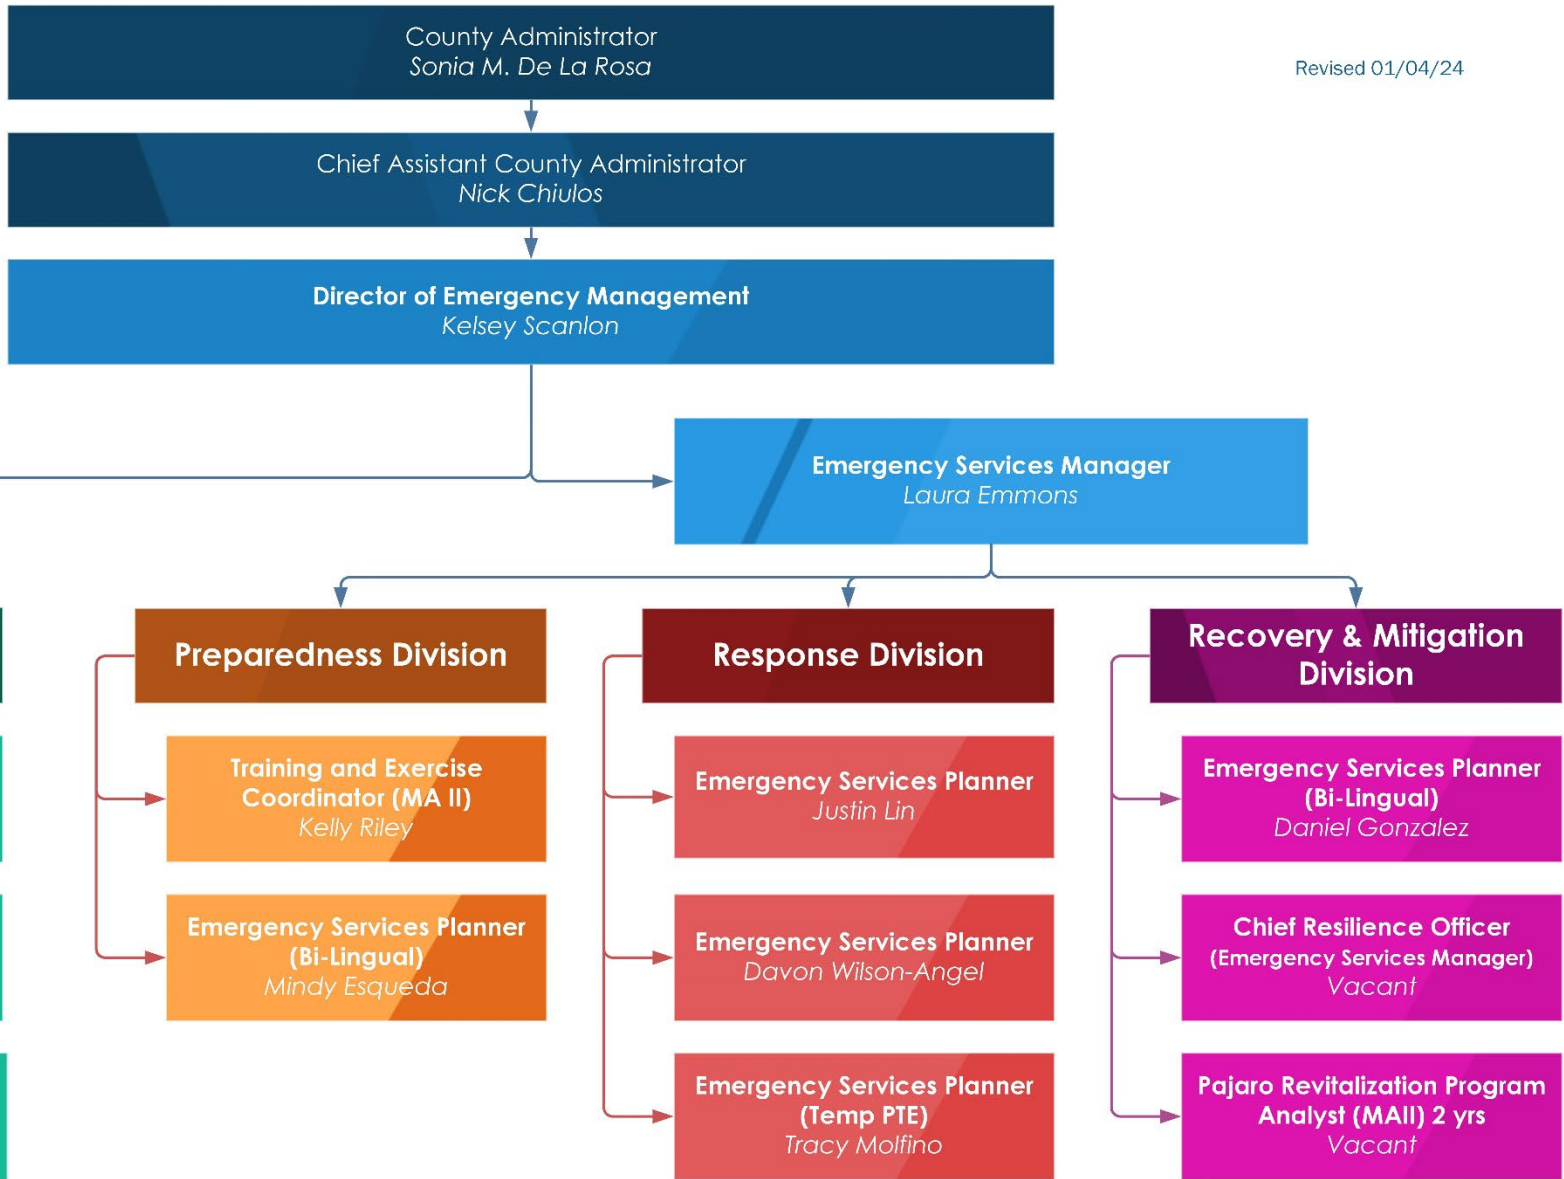 County Administrator
Sonia M. De La Rosa
Revised 01/04/24
Chief Assistant County Administrator
Nick Chiulos
Director of Emergency Management
Kelsey Scanlon
Emergency Services Manager
Laura Emmons
Preparedness Division
Training and Exercise
Coordinator (MA II)
Kelly Riley
Emergency Services Planner
(Bi-Lingual)
Mindy Esqueda
Response Division
Emergency Services Planner
Justin Lin
Emergency Services Planner
Davon Wilson-Angel
Emergency Services Planner
(Temp PTE)
Tracy Molfino
Recovery & Mitigation
Division
Emergency Services Planner
(Bi-Lingual)
Daniel Gonzalez
Chief Resilience Officer
(Emergency Services Manager)
Vacant
Pajaro Revitalization Program
Analyst (MAII) 2 yrs
Vacant